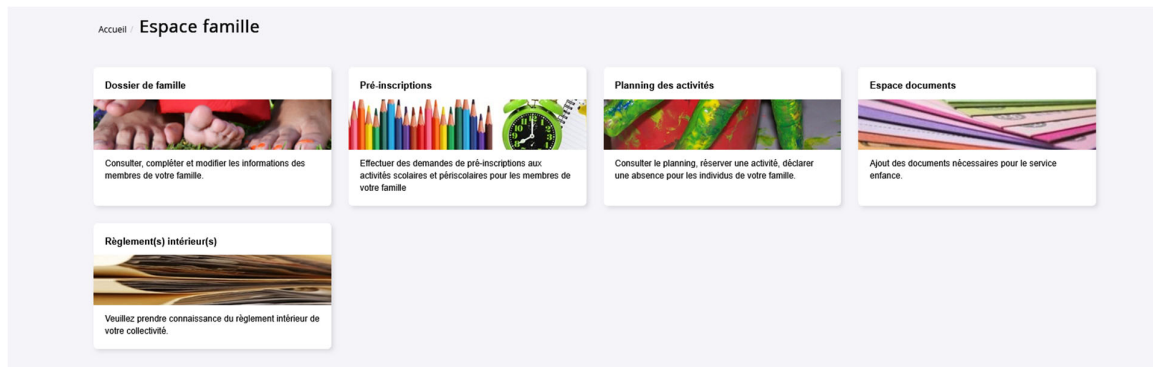 Accueil / Espace famille
Dossier de famille
Consulter, compléter et modifier les informations des
membres de votre famille.
Pré-inscriptions
Effectuer des demandes de pré-inscriptions aux
activités scolaires et périscolaires pour les membres de
votre famille
Planning des activités
Consulter le planning, réserver une activité, déclarer
une absence pour les individus de votre famille.
Espace documents
Ajout des documents nécessaires pour le service
enfance.
Règlement(s) intérieur(s)
Veuillez prendre connaissance du règlement intérieur de
votre collectivité.